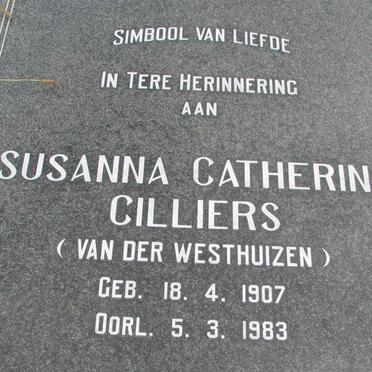 SIMBOOL VAN LIEFDE
IN TERE HERINNERING
AAN
SUSANNA CATHERIN
CILLIERS
( VAN DER WESTHUIZEN )
GEB. 18. 4. 1907
OORL. 5. 3. 1983